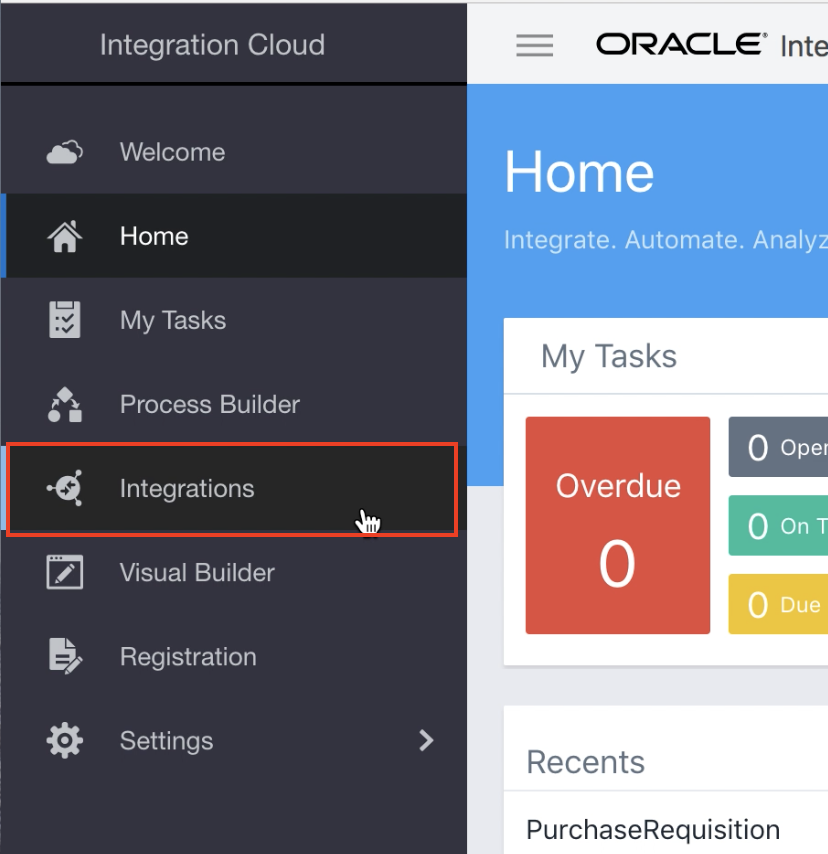 Integration Cloud
Welcome
Home
My Tasks
Process Builder
Integrations
Visual Builder
Registration
Settings
ORACLE® Inte
Home
Integrate. Automate. Analyz
My Tasks
Overdue
0
0 Oper
0 On T
0 Due
Recents
PurchaseRequisition